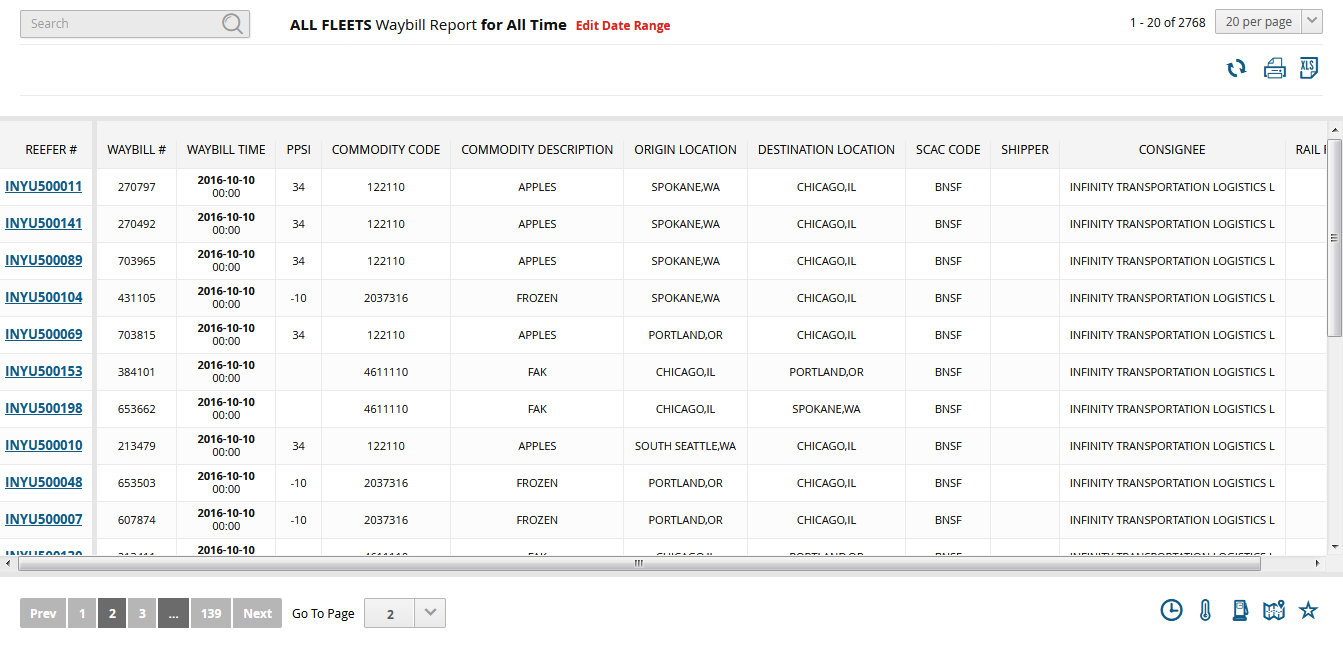 Search
ALL FLEETS Waybill Report for All Time Edit Date Range
1 - 20 of 2768 20 per page
XLS
REEFER # WAYBILL # WAYBILL TIME PPSI COMMODITY CODE COMMODITY DESCRIPTION ORIGIN LOCATION DESTINATION LOCATION SCAC CODE SHIPPER CONSIGNEE RAIL
INYU500011 270797 2016-10-10 00:00 34 122110 APPLES SPOKANE,WA CHICAGO,IL BNSF INFINITY TRANSPORTATION LOGISTICS L
INYU500141 270492 2016-10-10 00:00 34 122110 APPLES SPOKANE,WA CHICAGO,IL BNSF INFINITY TRANSPORTATION LOGISTICS L
INYU500089 703965 2016-10-10 00:00 34 122110 APPLES SPOKANE,WA CHICAGO,IL BNSF INFINITY TRANSPORTATION LOGISTICS L
INYU500104 431105 2016-10-10 00:00 -10 2037316 FROZEN SPOKANE,WA CHICAGO,IL BNSF INFINITY TRANSPORTATION LOGISTICS L
INYU500069 703815 2016-10-10 00:00 34 122110 APPLES PORTLAND,OR CHICAGO,IL BNSF INFINITY TRANSPORTATION LOGISTICS L
INYU500153 384101 2016-10-10 00:00 4611110 FAK CHICAGO,IL PORTLAND,OR BNSF INFINITY TRANSPORTATION LOGISTICS L
INYU500198 653662 2016-10-10 00:00 4611110 FAK CHICAGO,IL SPOKANE,WA BNSF INFINITY TRANSPORTATION LOGISTICS L
INYU500010 213479 2016-10-10 00:00 34 122110 APPLES SOUTH SEATTLE,WA CHICAGO,IL BNSF INFINITY TRANSPORTATION LOGISTICS L
INYU500048 653503 2016-10-10 00:00 -10 2037316 FROZEN PORTLAND,OR CHICAGO,IL BNSF INFINITY TRANSPORTATION LOGISTICS L
INYU500007 607874 2016-10-10 00:00 -10 2037316 FROZEN PORTLAND,OR CHICAGO,IL BNSF INFINITY TRANSPORTATION LOGISTICS L
2016-10-10
Prev 1 2 3 ... 139 Next Go To Page 2